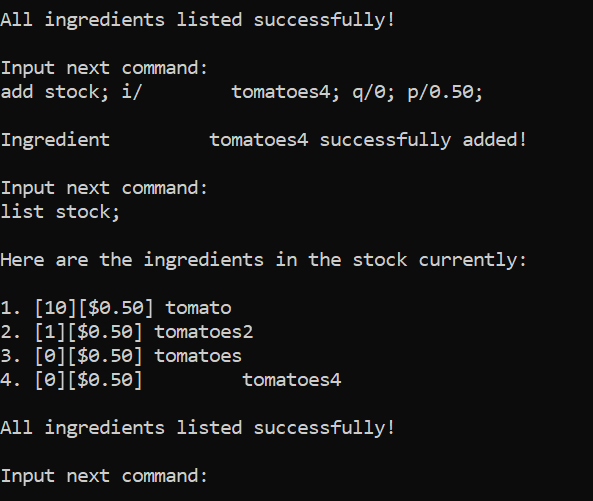 All ingredients listed successfully!
Input next command:
add stock; i/        tomatoes4; q/0; p/0.50;
Ingredient         tomatoes4 successfully added!
Input next command:
list stock;
Here are the ingredients in the stock currently:
1. [10][$0.50] tomato
2. [1][$0.50] tomatoes2
3. [0][$0.50] tomatoes
4. [0][$0.50]         tomatoes4
All ingredients listed successfully!
Input next command: